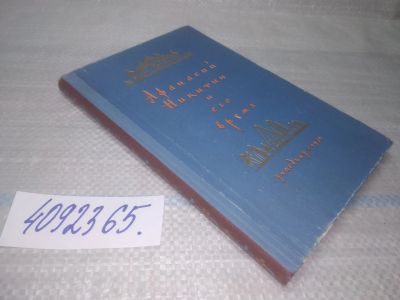 Афанасий
Никитин
и
его
время
4092365.